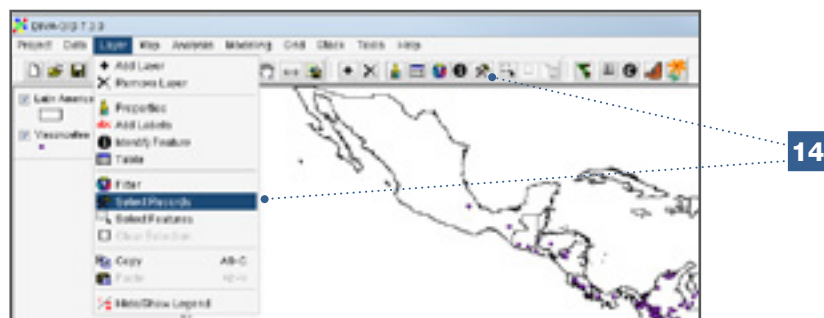 DIVA-GIS 7.3.0
Project Data Layer Map Analysis Modeling Grid Stack Tools Help
Add Layer
Remove Layer
Latin America
Properties
Add Labels
Identify Feature
Table
Filter
Select Records
Select Features
Clear Selection
Copy Alt-C
Paste
Hide/Show Legend
14